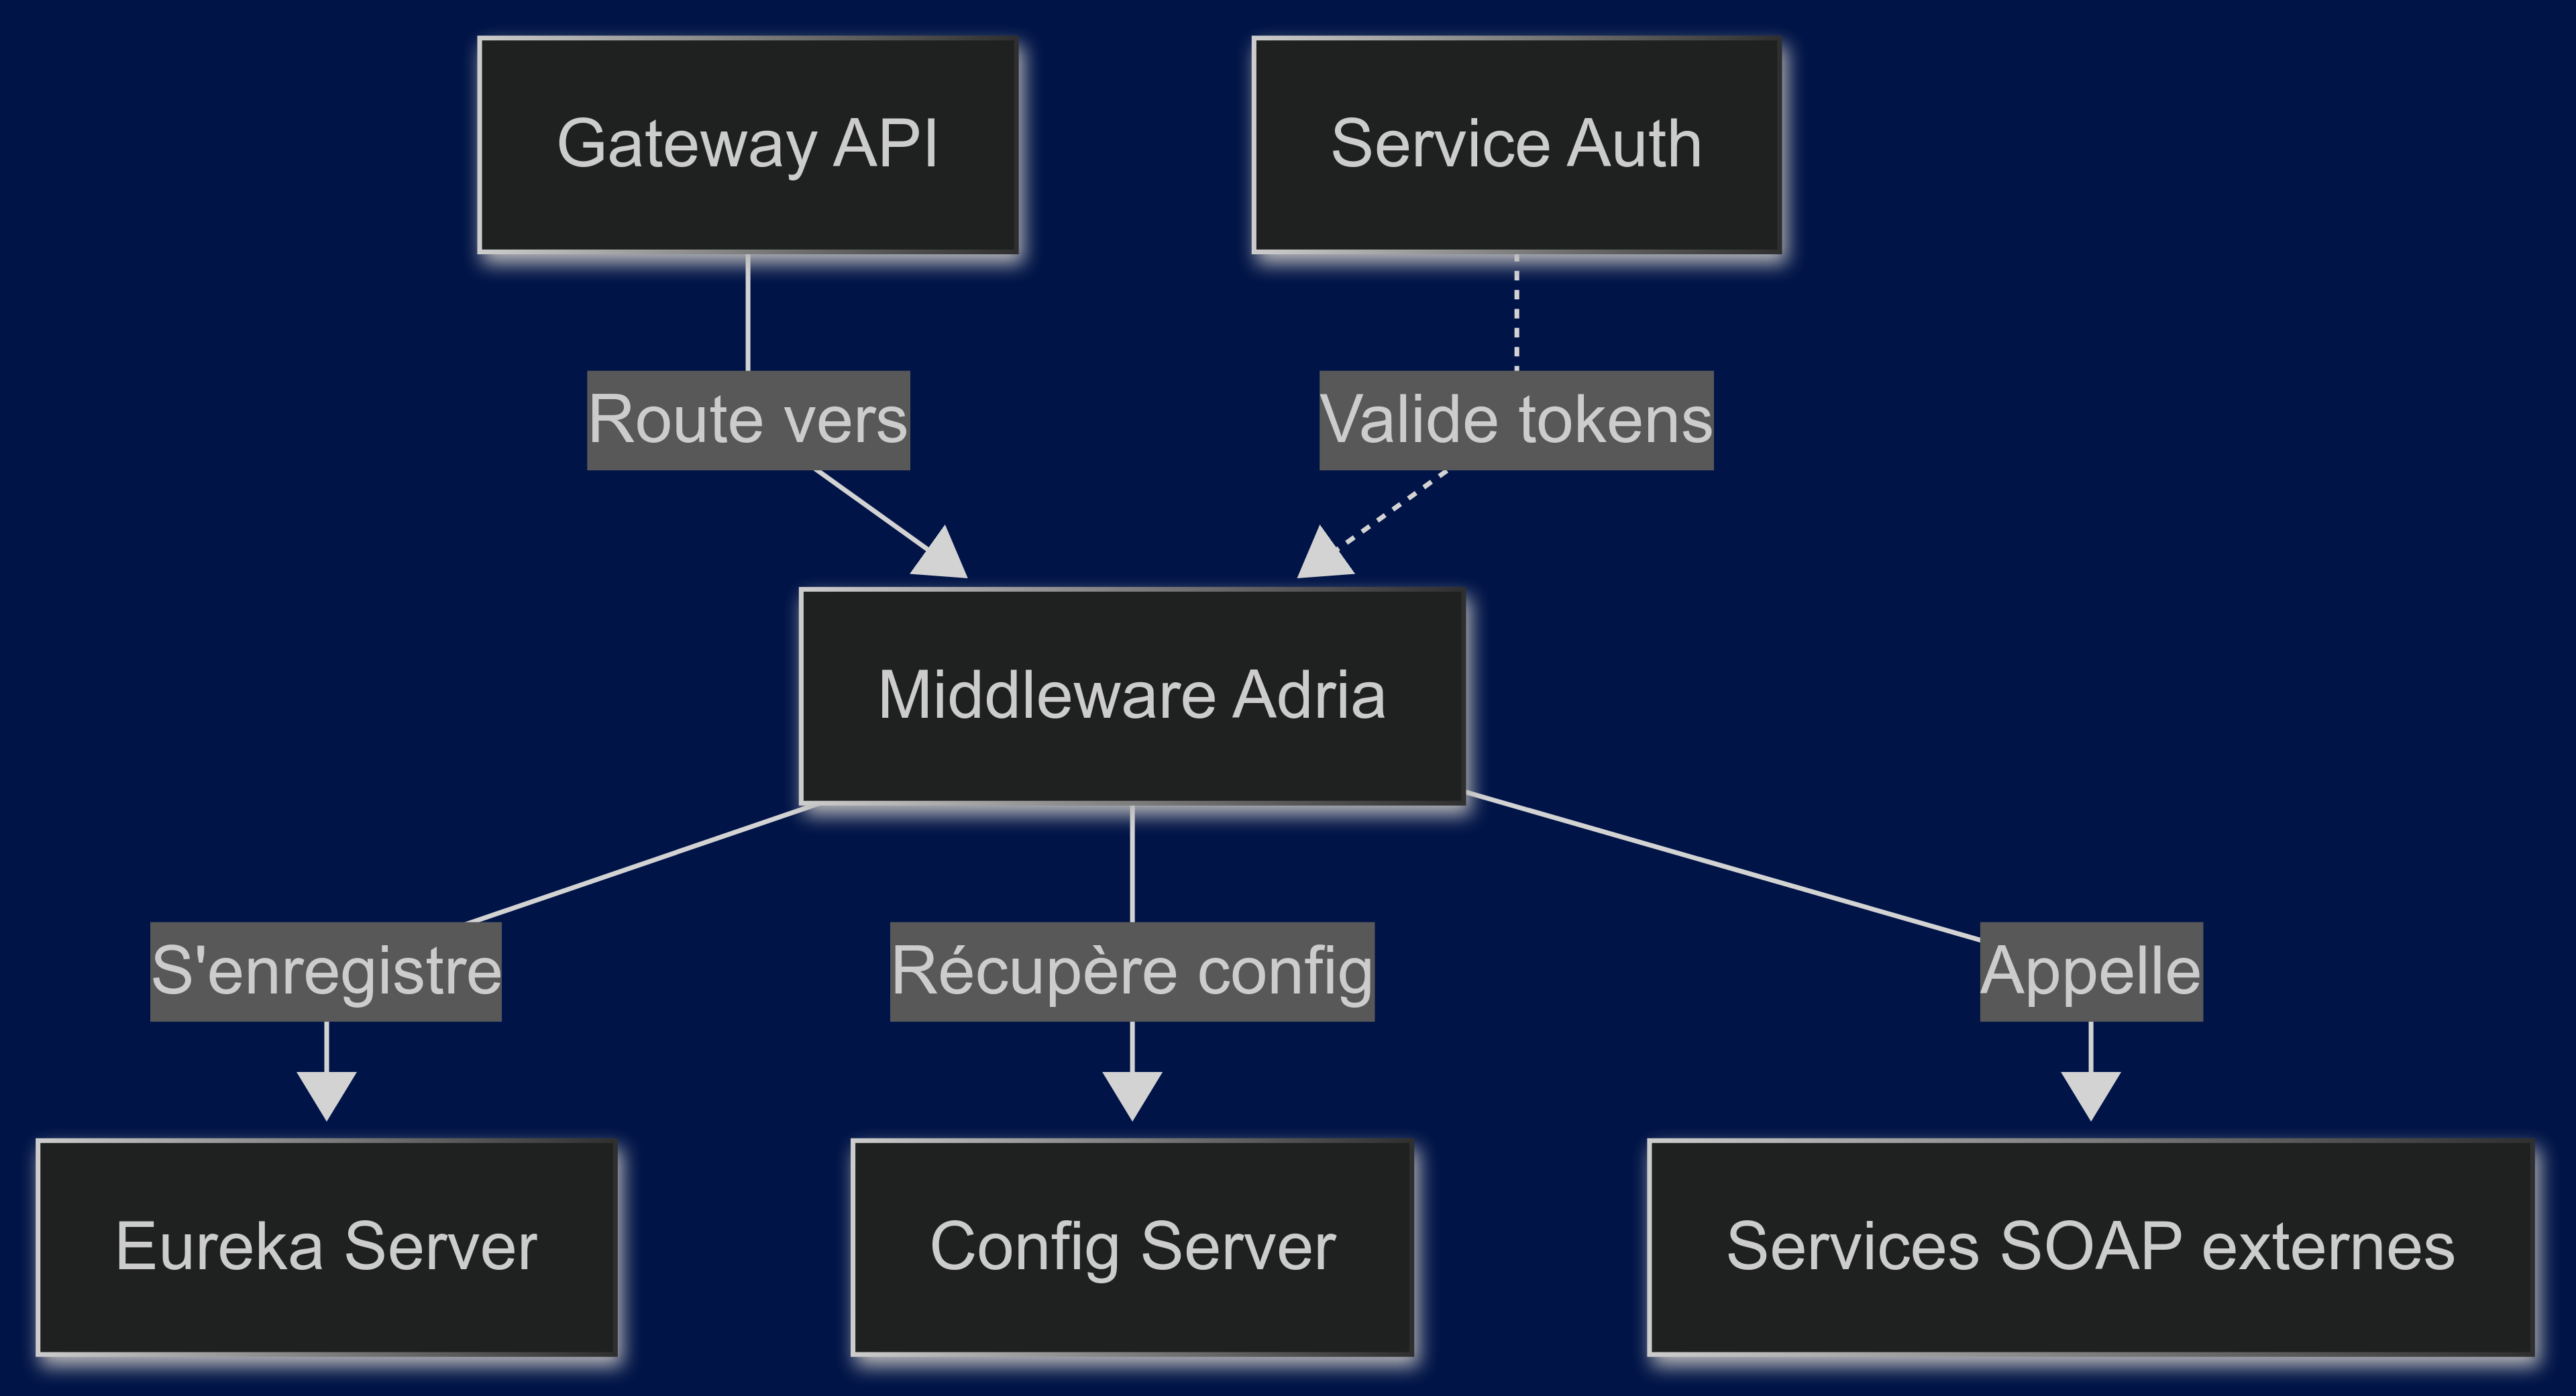 Gateway API
Service Auth
Route vers
Valide tokens
Middleware Adria
S'enregistre
Récupère config
Appelle
Eureka Server
Config Server
Services SOAP externes